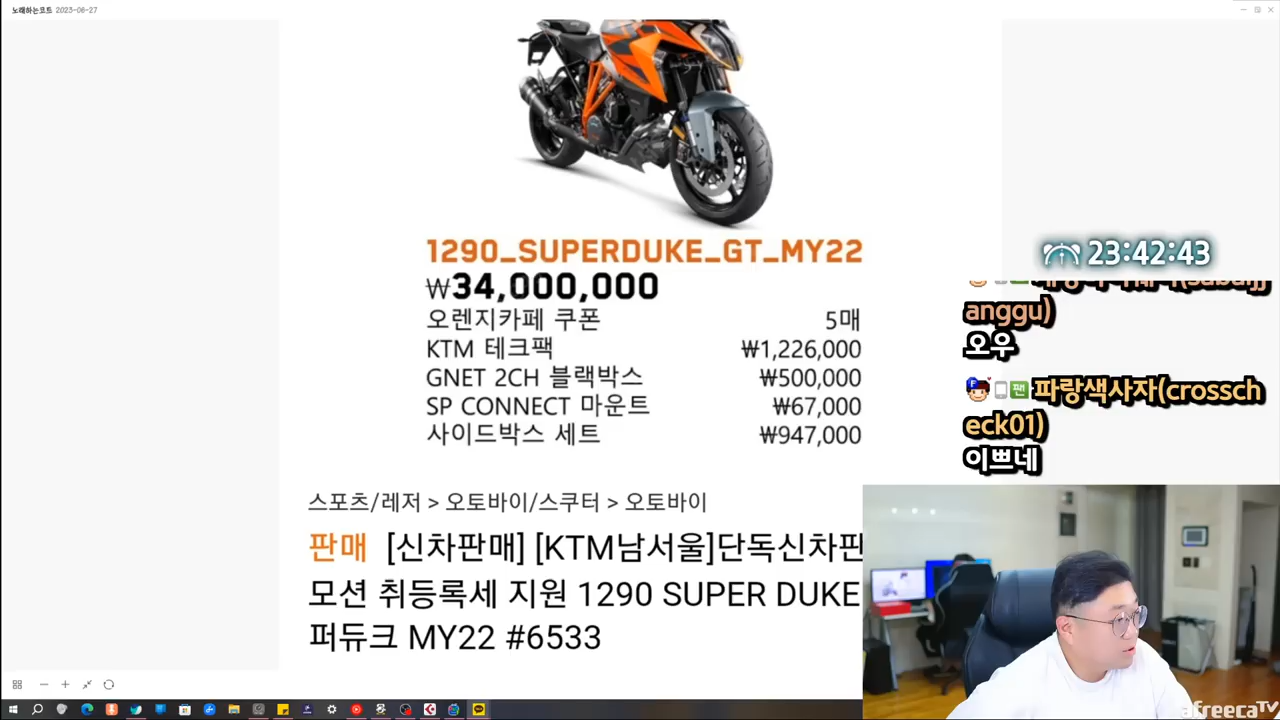 노래하는코트 2023-06-27
1290_SUPERDUKE_GT_MY22
₩34,000,000
오렌지카페 쿠폰 5매
KTM 테크팩 ₩1,226,000
GNET 2CH 블랙박스 ₩500,000
SP CONNECT 마운트 ₩67,000
사이드박스 세트 ₩947,000
23:42:43
anggu)
오우
팬 파랑색사자(crossch
eck01)
이쁘네
스포츠/레저 > 오토바이/스쿠터 > 오토바이
판매 [신차판매] [KTM남서울]단독신차판
모션 취등록세 지원 1290 SUPER DUKE
퍼듀크 MY22 #6533
afreecaTV